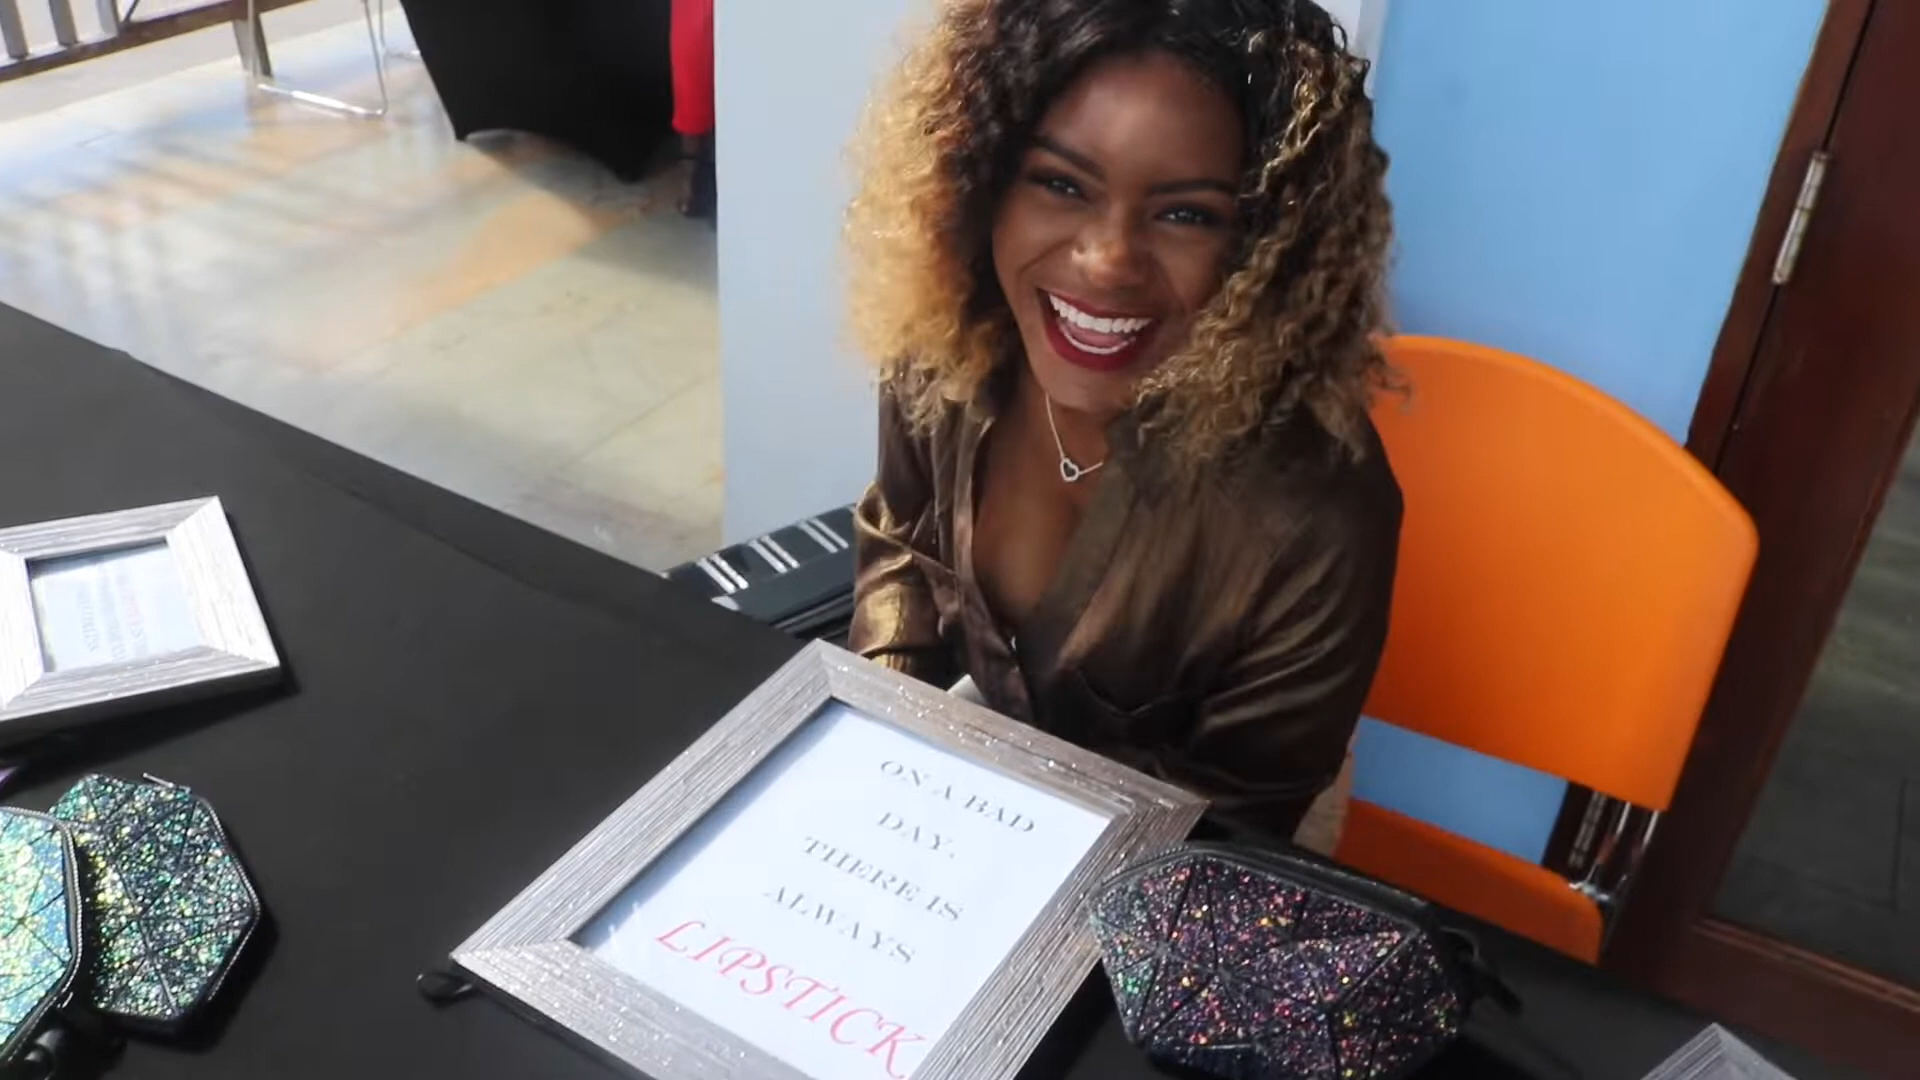 ON A BAD
DAY,
THERE IS
ALWAYS
LIPSTICK